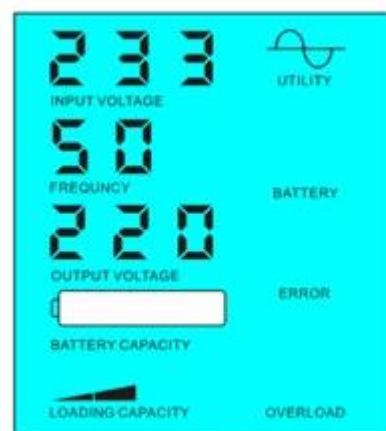 233
INPUT VOLTAGE
UTILITY
50
FREQUNCY
BATTERY
220
OUTPUT VOLTAGE
ERROR
BATTERY CAPACITY
LOADING CAPACITY
OVERLOAD